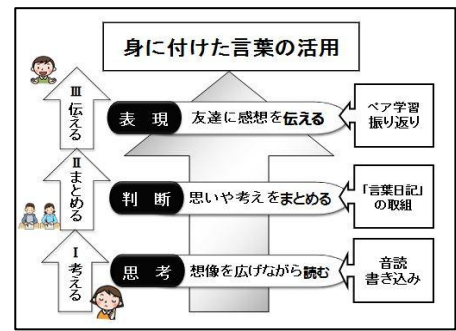 身に付けた言葉の活用
Ⅲ 伝える
表 現
友達に感想を伝える
ペア学習
振り返り
Ⅱ まとめる
判 断
思いや考えをまとめる
「言葉日記」
の取組
Ⅰ 考える
思 考
想像を広げながら読む
音読
書き込み